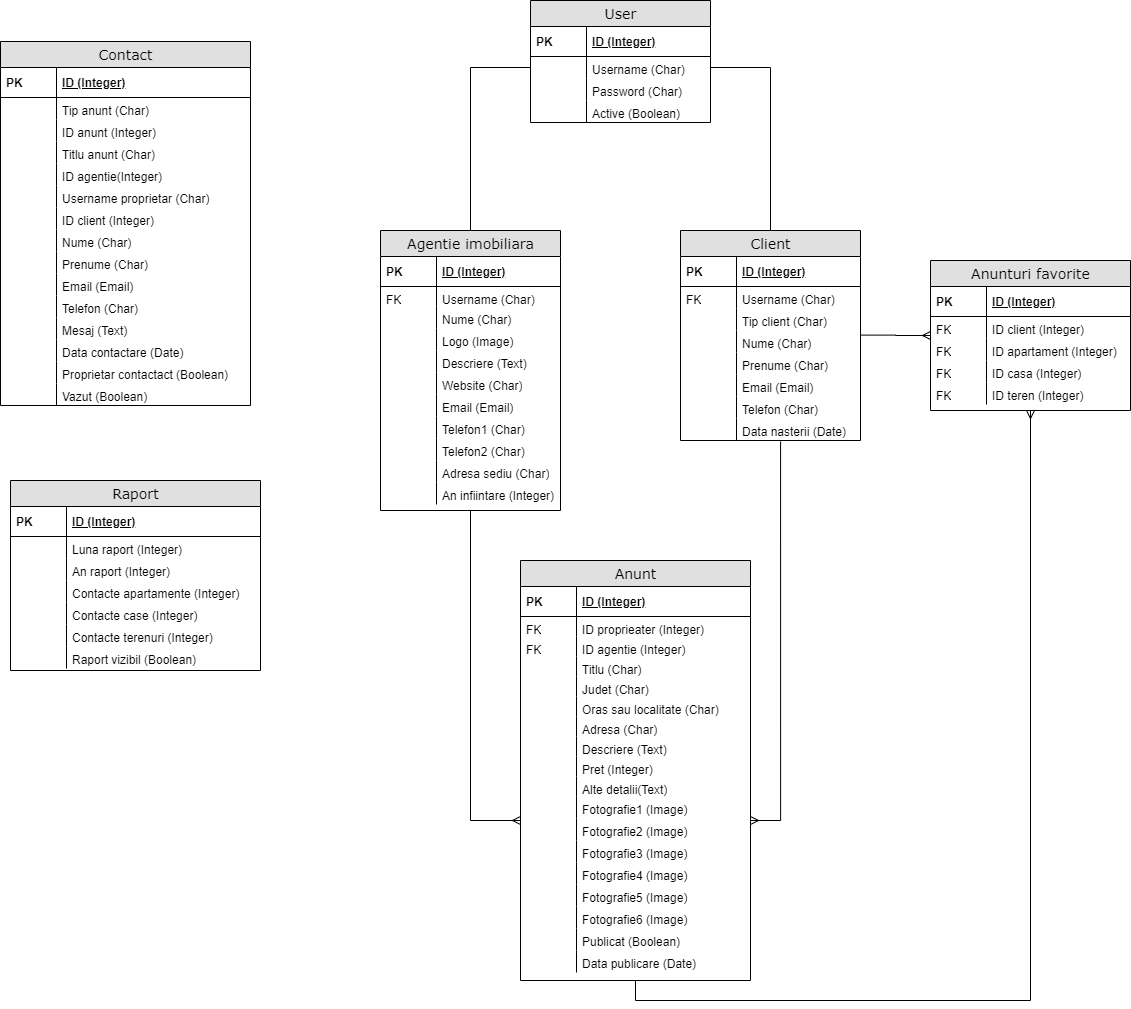 User
PK ID (Integer)
Username (Char)
Password (Char)
Active (Boolean)
Contact
PK ID (Integer)
Tip anunt (Char)
ID anunt (Integer)
Titlu anunt (Char)
ID agentie(Integer)
Username proprietar (Char)
ID client (Integer)
Nume (Char)
Prenume (Char)
Email (Email)
Telefon (Char)
Mesaj (Text)
Data contactare (Date)
Proprietar contactact (Boolean)
Vazut (Boolean)
Agentie imobiliara
PK ID (Integer)
FK Username (Char)
Nume (Char)
Logo (Image)
Descriere (Text)
Website (Char)
Email (Email)
Telefon1 (Char)
Telefon2 (Char)
Adresa sediu (Char)
An infiintare (Integer)
Client
PK ID (Integer)
FK Username (Char)
Tip client (Char)
Nume (Char)
Prenume (Char)
Email (Email)
Telefon (Char)
Data nasterii (Date)
Anunturi favorite
PK ID (Integer)
FK ID client (Integer)
FK ID apartament (Integer)
FK ID casa (Integer)
FK ID teren (Integer)
Raport
PK ID (Integer)
Luna raport (Integer)
An raport (Integer)
Contacte apartamente (Integer)
Contacte case (Integer)
Contacte terenuri (Integer)
Raport vizibil (Boolean)
Anunt
PK ID (Integer)
FK ID proprieater (Integer)
FK ID agentie (Integer)
Titlu (Char)
Judet (Char)
Oras sau localitate (Char)
Adresa (Char)
Descriere (Text)
Pret (Integer)
Alte detalii(Text)
Fotografie1 (Image)
Fotografie2 (Image)
Fotografie3 (Image)
Fotografie4 (Image)
Fotografie5 (Image)
Fotografie6 (Image)
Publicat (Boolean)
Data publicare (Date)